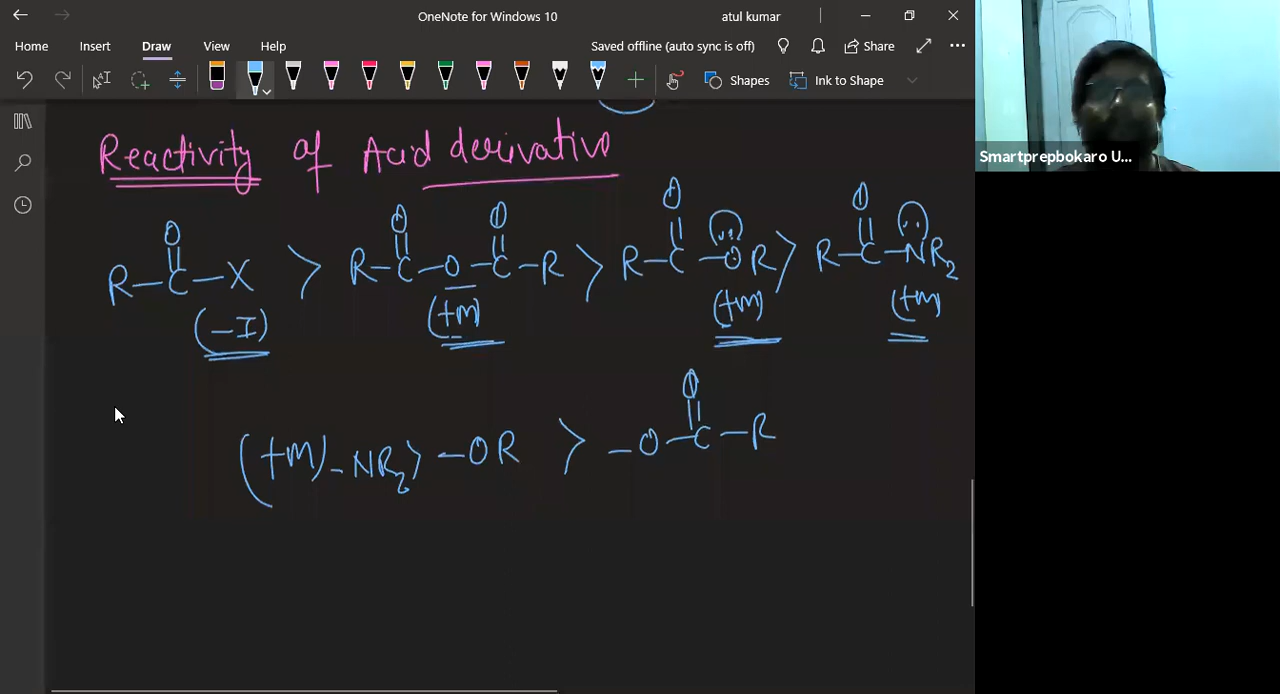 OneNote for Windows 10
atul kumar
Home Insert Draw View Help
Saved offline (auto sync is off)
Share
Shapes
Ink to Shape
Smartprepbokaro U...
Reactivity of Acid derivative
O O O O O
R-C-X > R-C-O-C-R > R-C-OR > R-C-NR2
(-I) (+M) (+M) (+M)
O
(+M) -NR2 > -OR > -O-C-R